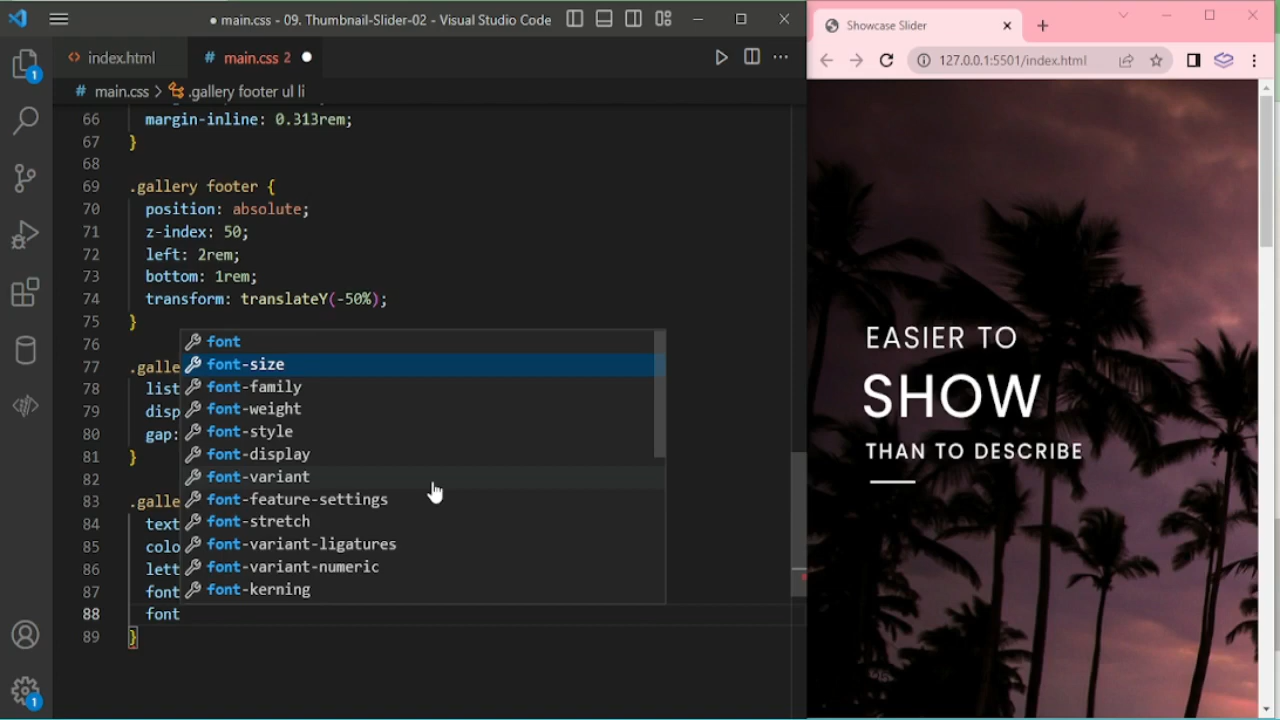 main.css - 09. Thumbnail-Slider-02 - Visual Studio Code
index.html
# main.css 2
# main.css > .gallery footer ul li
66 margin-inline: 0.313rem;
67 }
68
69 .gallery footer {
70 position: absolute;
71 z-index: 50;
72 left: 2rem;
73 bottom: 1rem;
74 transform: translateY(-50%);
75 }
76
77 .galle
78 list
79 disp
80 gap:
81 }
82
83 .galle
84 text
85 colo
86 lett
87 font
88 font
89 }
font
font-size
font-family
font-weight
font-style
font-display
font-variant
font-feature-settings
font-stretch
font-variant-ligatures
font-variant-numeric
font-kerning
1
1
Showcase Slider
127.0.0.1:5501/index.html
EASIER TO
SHOW
THAN TO DESCRIBE